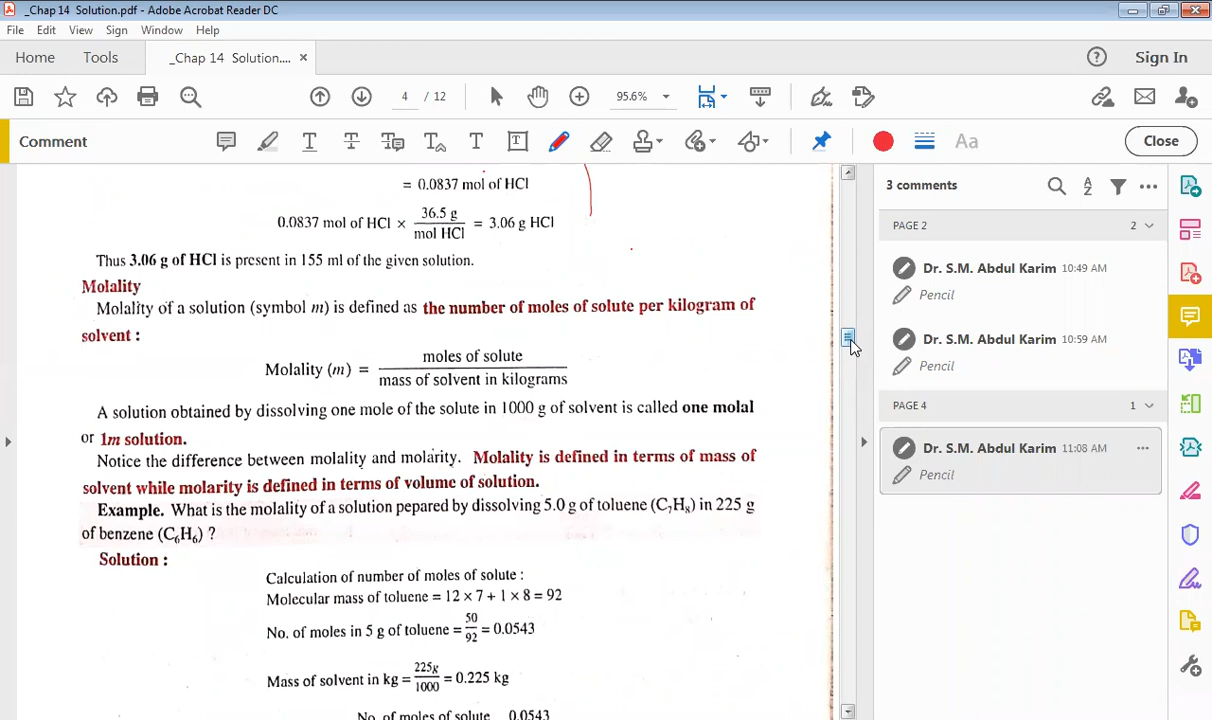 _Chap 14 Solution.pdf - Adobe Acrobat Reader DC
File Edit View Sign Window Help
Home Tools _Chap 14 Solution.... × Sign In
4 / 12 95.6%
Comment Close
= 0.0837 mol of HCl
0.0837 mol of HCl × 36.5 g / mol HCl = 3.06 g HCl
Thus 3.06 g of HCl is present in 155 ml of the given solution.
Molality
Molality of a solution (symbol m) is defined as the number of moles of solute per kilogram of
solvent :
Molality (m) = moles of solute / mass of solvent in kilograms
A solution obtained by dissolving one mole of the solute in 1000 g of solvent is called one molal
or 1m solution.
Notice the difference between molality and molarity. Molality is defined in terms of mass of
solvent while molarity is defined in terms of volume of solution.
Example. What is the molality of a solution pepared by dissolving 5.0 g of toluene (C7H8) in 225 g
of benzene (C6H6) ?
Solution :
Calculation of number of moles of solute :
Molecular mass of toluene = 12 × 7 + 1 × 8 = 92
No. of moles in 5 g of toluene = 50/92 = 0.0543
Mass of solvent in kg = 225g/1000 = 0.225 kg
No. of moles of solute 0.0543
3 comments
PAGE 2 2
Dr. S.M. Abdul Karim 10:49 AM
Pencil
Dr. S.M. Abdul Karim 10:59 AM
Pencil
PAGE 4 1
Dr. S.M. Abdul Karim 11:08 AM
Pencil